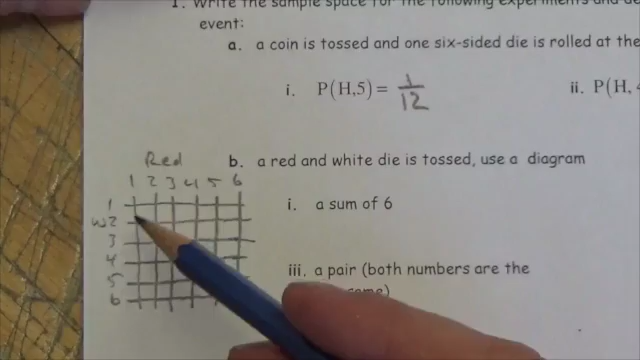 1. Write the sample space for the following experiments and
event:
a. a coin is tossed and one six-sided die is rolled at the
i. P(H,5) = 1/12
ii. P(H,
Red
1 2 3 4 5 6
1
W2
3
4
5
6
b. a red and white die is tossed, use a diagram
i. a sum of 6
iii. a pair (both numbers are the